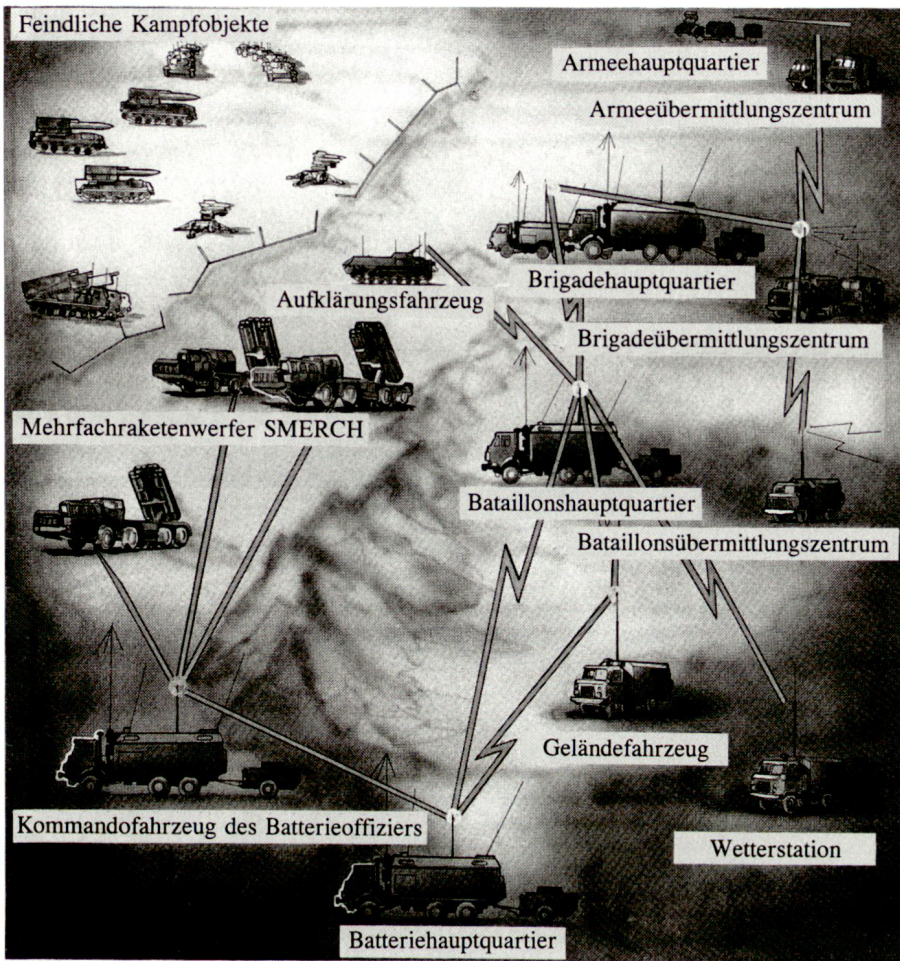 Feindliche Kampfobjekte
Armeehauptquartier
Armeeübermittlungszentrum
Brigadehauptquartier
Aufklärungsfahrzeug
Brigadeübermittlungszentrum
Mehrfachraketenwerfer SMERCH
Bataillonshauptquartier
Bataillonsübermittlungszentrum
Geländefahrzeug
Kommandofahrzeug des Batterieoffiziers
Wetterstation
Batteriehauptquartier